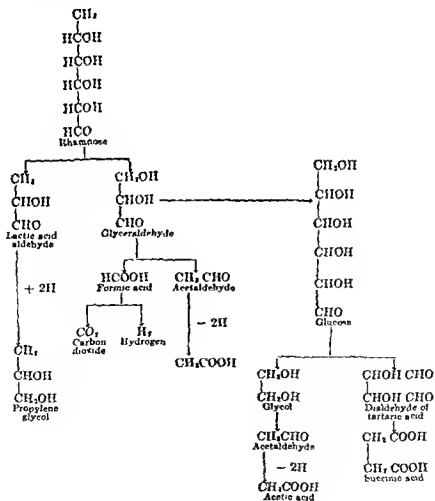 CH₃
HCOH
HCOH
HCOH
HCOH
HCO
Rhamnose
CH₃
CHOH
CHO
Lactic acid
aldehyde
+ 2H
CH₃
CHOH
CH₂OH
Propylene
glycol
CH₂OH
CHOH
CHO
Glyceraldehyde
HCOOH
Formic acid
CO₂
Carbon
dioxide
H₂
Hydrogen
CH₃ CHO
Acetaldehyde
- 2H
CH₃COOH
CH₂OH
CHOH
CHOH
CHOH
CHOH
CHO
Glucose
CH₂OH
CH₂OH
Glycol
CH₃CHO
Acetaldehyde
- 2H
CH₃COOH
Acetic acid
CHOH CHO
CHOH CHO
Dialdehyde of
tartaric acid
CH₂ COOH
CH₂ COOH
Succinic acid